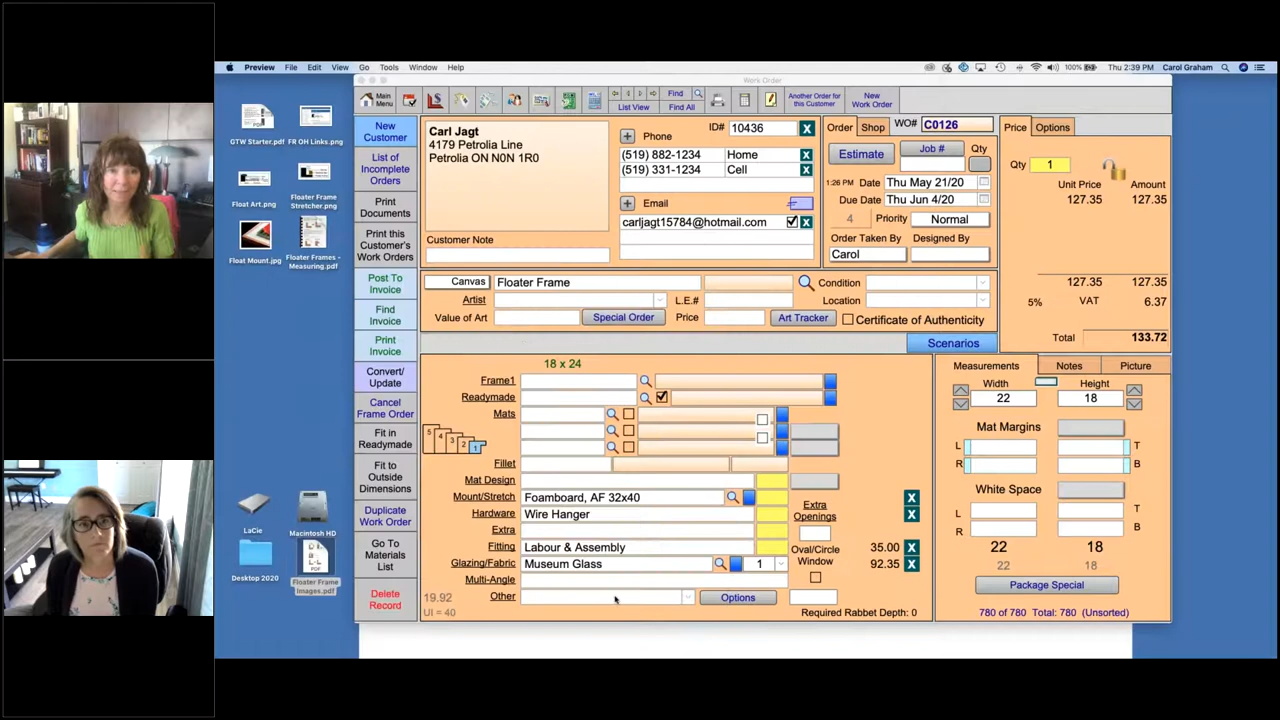 Preview File Edit Tools Go Window Help
100% Thu 2:39 PM Carol Graham
Work Order
Main Menu
Find
List View
Find All
Another Order for this Customer
New Work Order
GTW Starter.pdf
FR OH Links.png
Float Art.png
Floater Frame Stretcher.png
Float Mount.jpg
Floater Frames - Measuring.pdf
LaCie
Macintosh HD
Desktop 2020
Floater Frame Images.pdf
New Customer
List of Incomplete Orders
Print Documents
Print this Customer's Work Orders
Post To Invoice
Find Invoice
Print Invoice
Convert/ Update
Cancel Frame Order
Fit in Readymade
Fit to Outside Dimensions
Duplicate Work Order
Go To Materials List
Delete Record
Carl Jagt
4179 Petrolia Line
Petrolia ON N0N 1R0
Customer Note
+ Phone
ID# 10436 X
(519) 882-1234 Home X
(519) 331-1234 Cell X
+ Email
carljagt15784@hotmail.com X
Order Shop WO# C0126
Estimate Job # Qty
1:26 PM Date Thu May 21/20
Due Date Thu Jun 4/20
4 Priority Normal
Order Taken By Designed By
Carol
Price Options
Qty 1
Unit Price Amount
127.35 127.35
127.35 127.35
5% VAT 6.37
Total 133.72
Canvas Floater Frame Condition
Artist L.E.# Location
Value of Art Special Order Price Art Tracker Certificate of Authenticity
Scenarios
18 x 24
Frame1
Readymade
Mats
5 4 3 2 1
Fillet
Mat Design
Mount/Stretch Foamboard, AF 32x40 X
Hardware Wire Hanger X
Extra
Extra Openings
Fitting Labour & Assembly 35.00 X
Glazing/Fabric Museum Glass 1 92.35 X
Oval/Circle Window
Multi-Angle
Other Options
19.92
UI = 40
Required Rabbet Depth: 0
Measurements Notes Picture
Width Height
22 18
Mat Margins
L T
R B
White Space
L T
R B
22 18
22 18
Package Special
780 of 780 Total: 780 (Unsorted)